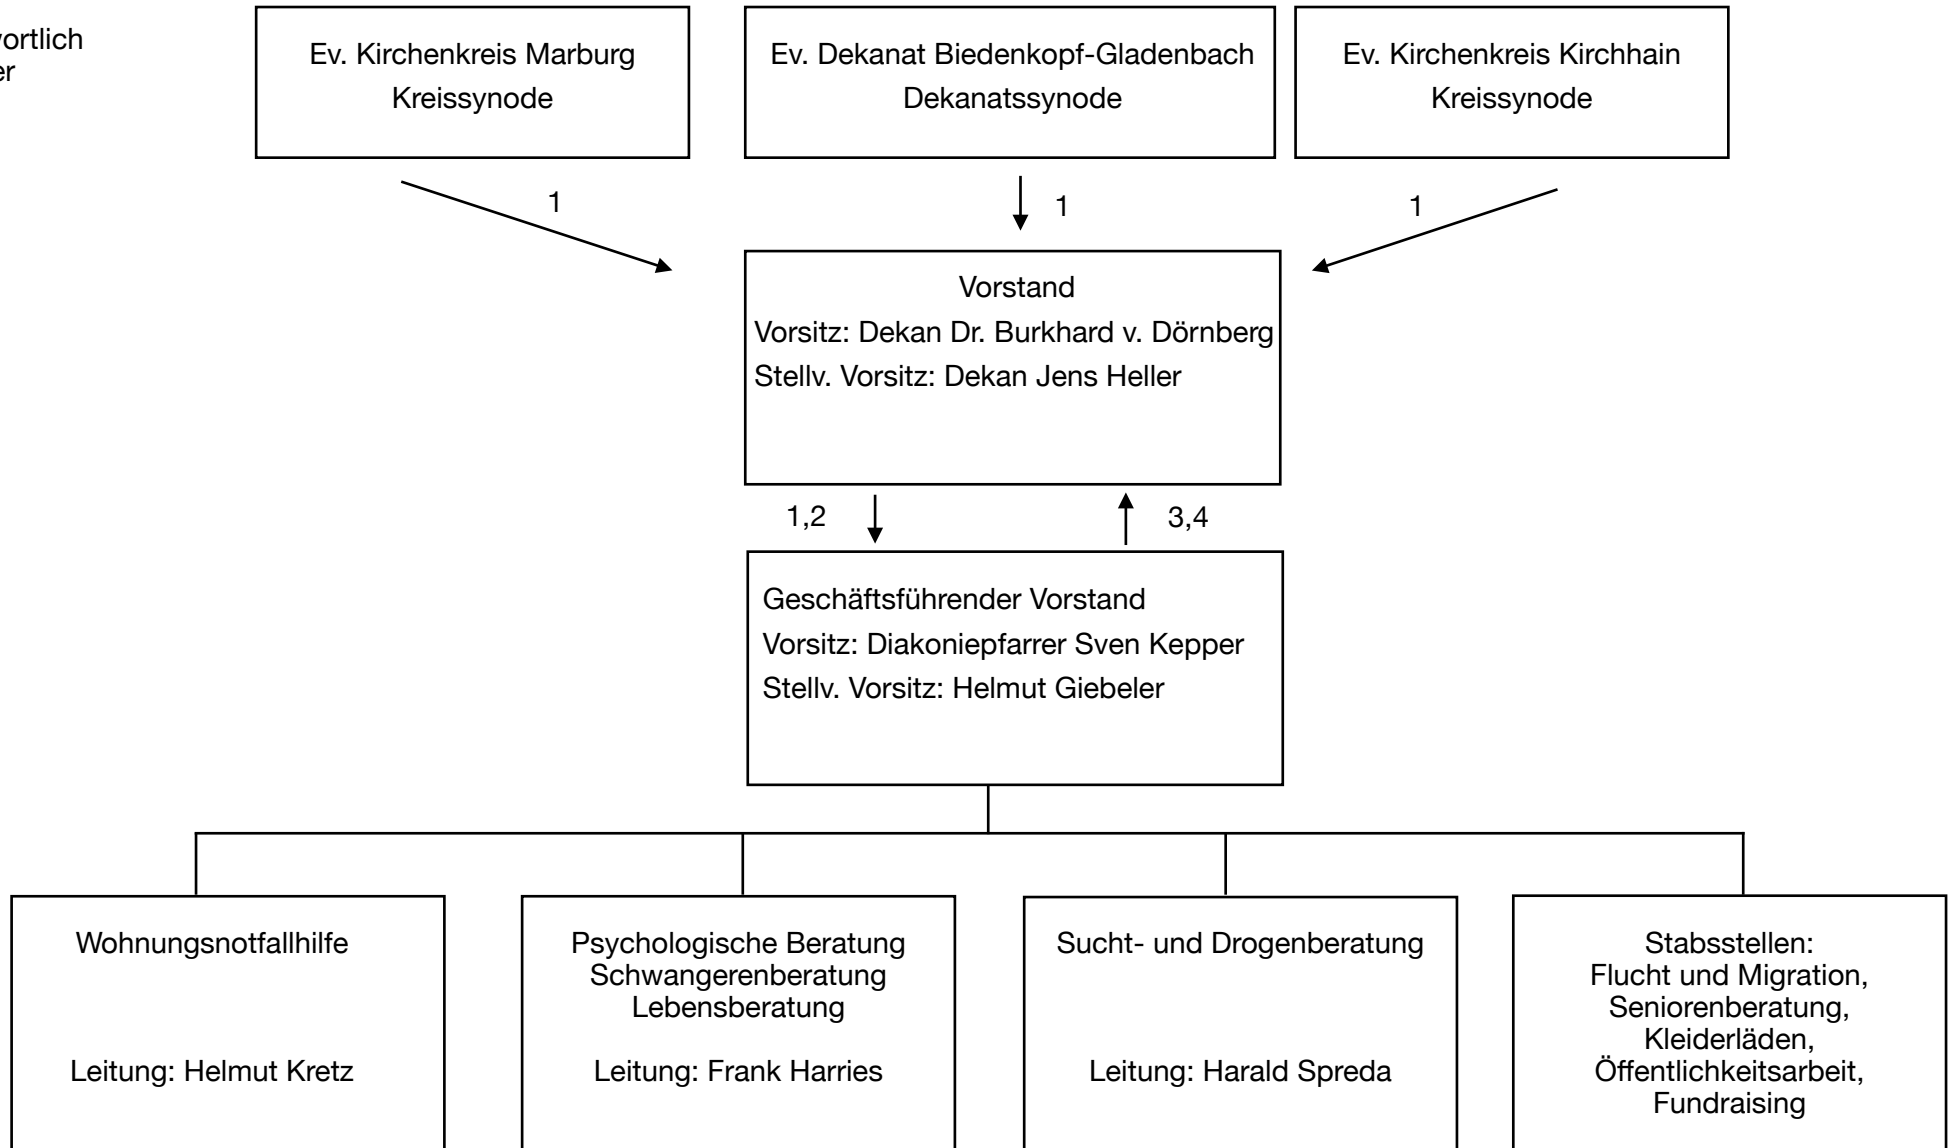 Ev. Kirchenkreis Marburg
Kreissynode
Ev. Dekanat Biedenkopf-Gladenbach
Dekanatssynode
Ev. Kirchenkreis Kirchhain
Kreissynode
1
1
1
Vorstand
Vorsitz: Dekan Dr. Burkhard v. Dörnberg
Stellv. Vorsitz: Dekan Jens Heller
1,2
3,4
Geschäftsführender Vorstand
Vorsitz: Diakoniepfarrer Sven Kepper
Stellv. Vorsitz: Helmut Giebeler
Wohnungsnotfallhilfe
Leitung: Helmut Kretz
Psychologische Beratung
Schwangerenberatung
Lebensberatung
Leitung: Frank Harries
Sucht- und Drogenberatung
Leitung: Harald Spreda
Stabsstellen:
Flucht und Migration,
Seniorenberatung,
Kleiderläden,
Öffentlichkeitsarbeit,
Fundraising